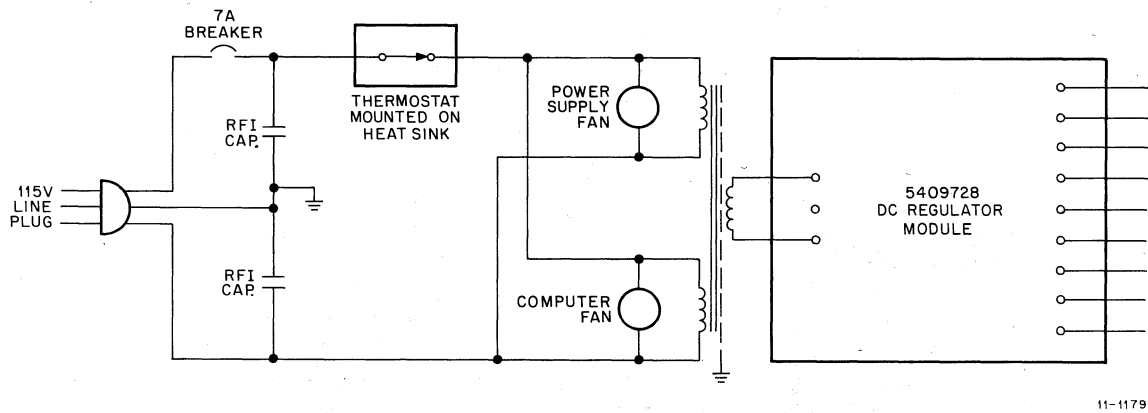 7A
BREAKER
RFI
CAP.
THERMOSTAT
MOUNTED ON
HEAT SINK
POWER
SUPPLY
FAN
115V
LINE
PLUG
5409728
DC REGULATOR
MODULE
RFI
CAP.
COMPUTER
FAN
11-1179